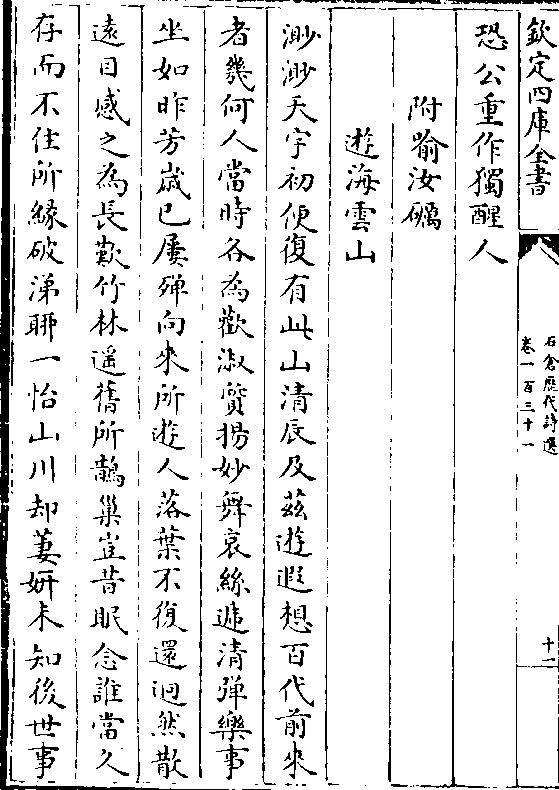 欽定四庫全書
石倉歷代詩選
卷一百三十一
十二
恐公重作獨醒人
附喻汝礪
遊海雲山
渺渺天宇初便復有此山清辰及茲遊遐想百代前來
者幾何人當時各為歡淑質揚妙舞哀絲遞清彈樂事
坐如昨芳歲已屢殫向來所遊人落葉不復還迥然散
遠目感之為長歎竹林遥舊所鵲巢豈昔眠念誰當久
存而不住所緣破涕聊一怡山川却萋妍未知後世事